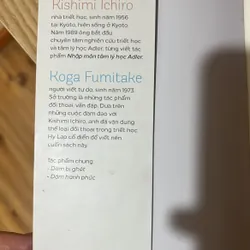 Kishimi Ichiro
nhà triết học, sinh năm 1956
tại Kyoto, hiện sống ở Kyoto.
Năm 1989 ông bắt đầu
chuyên tâm nghiên cứu triết học
và tâm lý học Adler, từng viết tác
phẩm Nhập môn tâm lý học Adler.
Koga Fumitake
người viết tự do, sinh năm 1973.
Sở trường là những tác phẩm
đối thoại, vấn đáp. Dựa trên
những cuộc đàm đạo với
Kishimi Ichiro, anh đã vận dụng
thể loại đối thoại trong triết học
Hy Lạp cổ điển để viết nên
cuốn sách này.
tác phẩm chung:
- Dám bị ghét
- Dám hạnh phúc